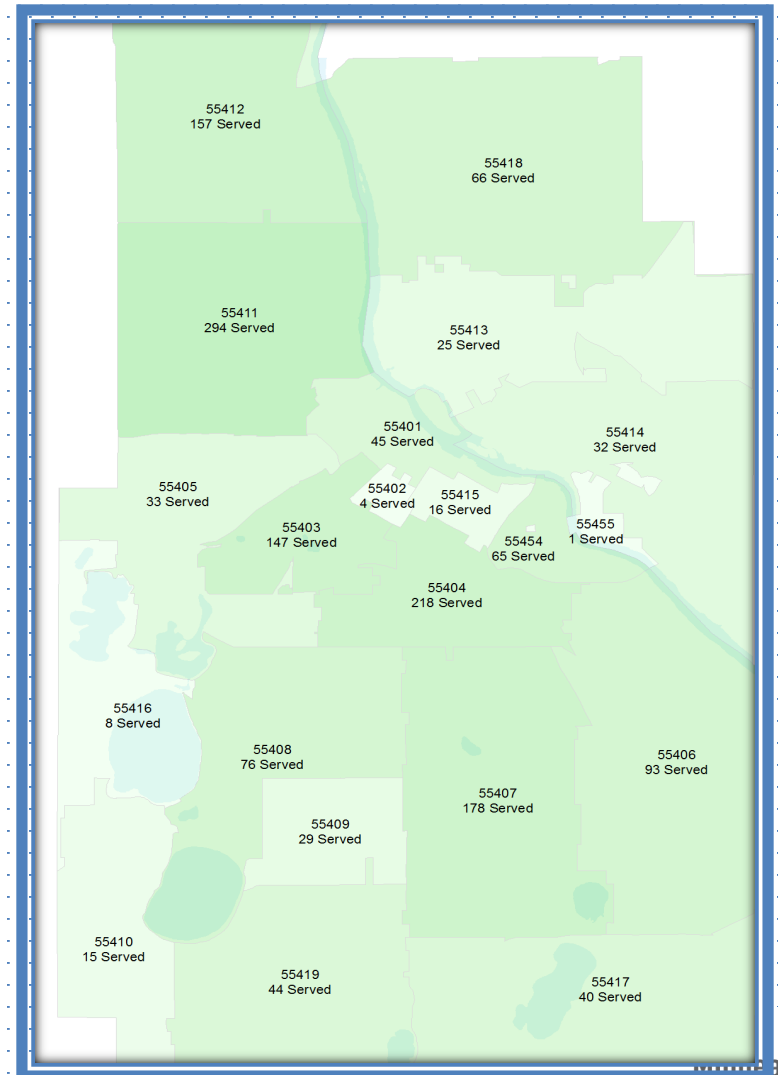 55412
157 Served
55418
66 Served
55411
294 Served
55413
25 Served
55401
45 Served
55414
32 Served
55405
33 Served
55402
4 Served
55415
16 Served
55403
147 Served
55455
1 Served
55454
65 Served
55404
218 Served
55416
8 Served
55408
76 Served
55406
93 Served
55407
178 Served
55409
29 Served
55410
15 Served
55419
44 Served
55417
40 Served